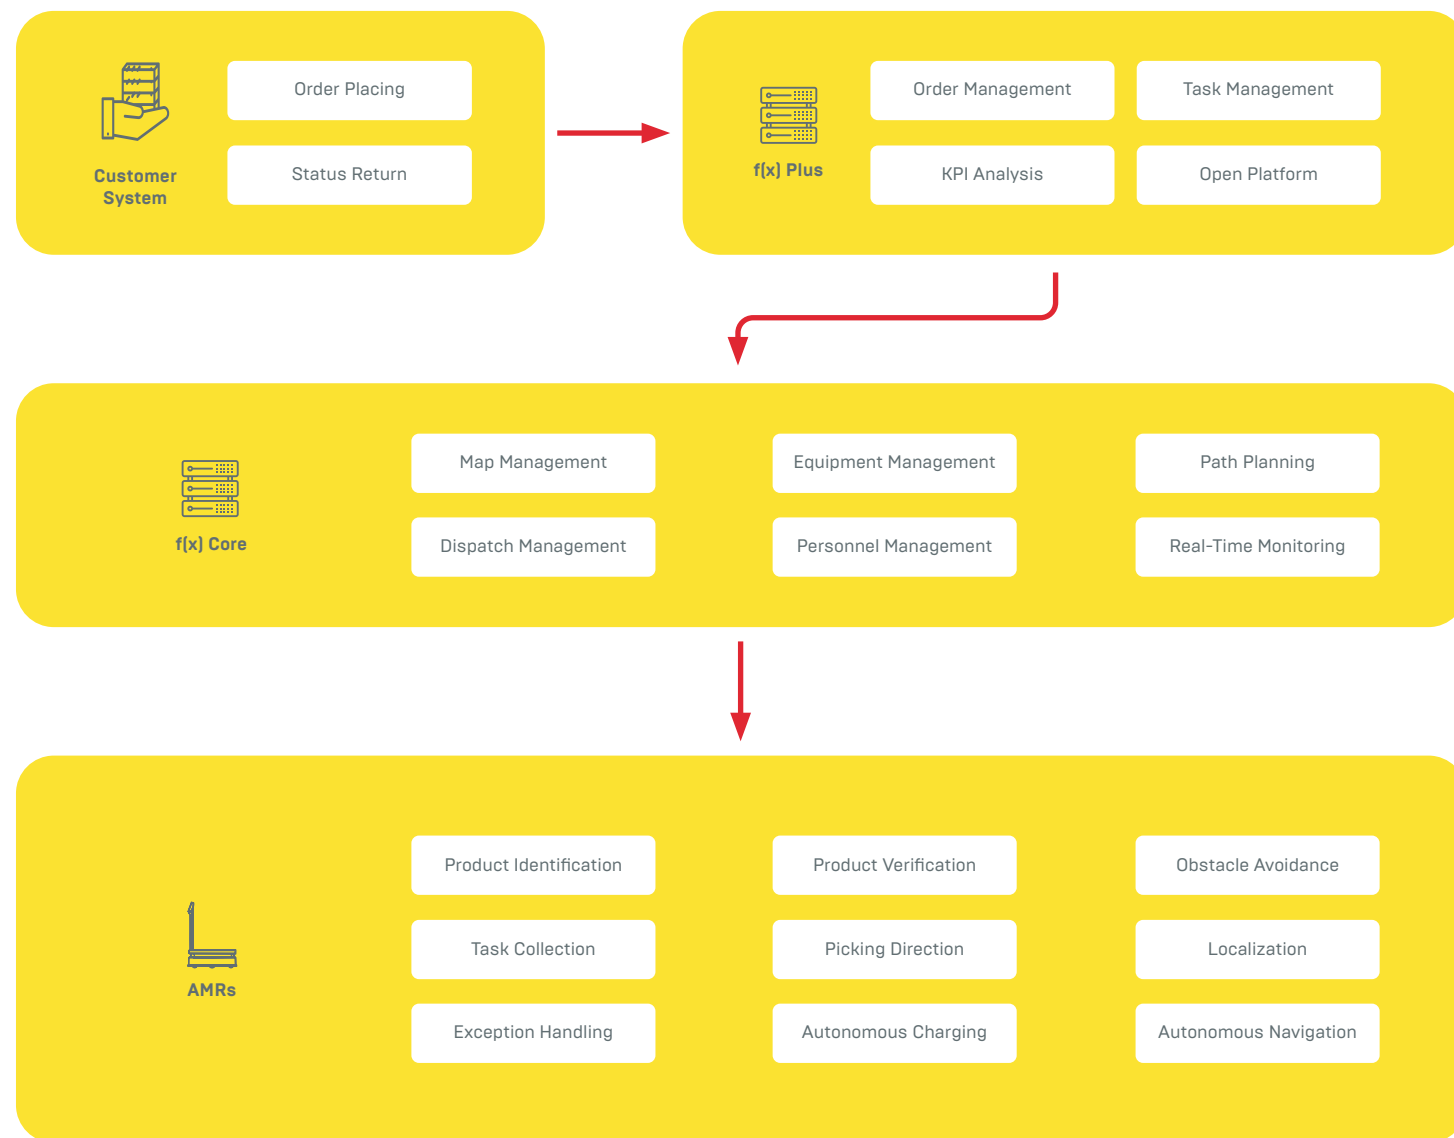 Customer
System
Order Placing
Status Return
f(x) Plus
Order Management
Task Management
KPI Analysis
Open Platform
f(x) Core
Map Management
Equipment Management
Path Planning
Dispatch Management
Personnel Management
Real-Time Monitoring
AMRs
Product Identification
Product Verification
Obstacle Avoidance
Task Collection
Picking Direction
Localization
Exception Handling
Autonomous Charging
Autonomous Navigation